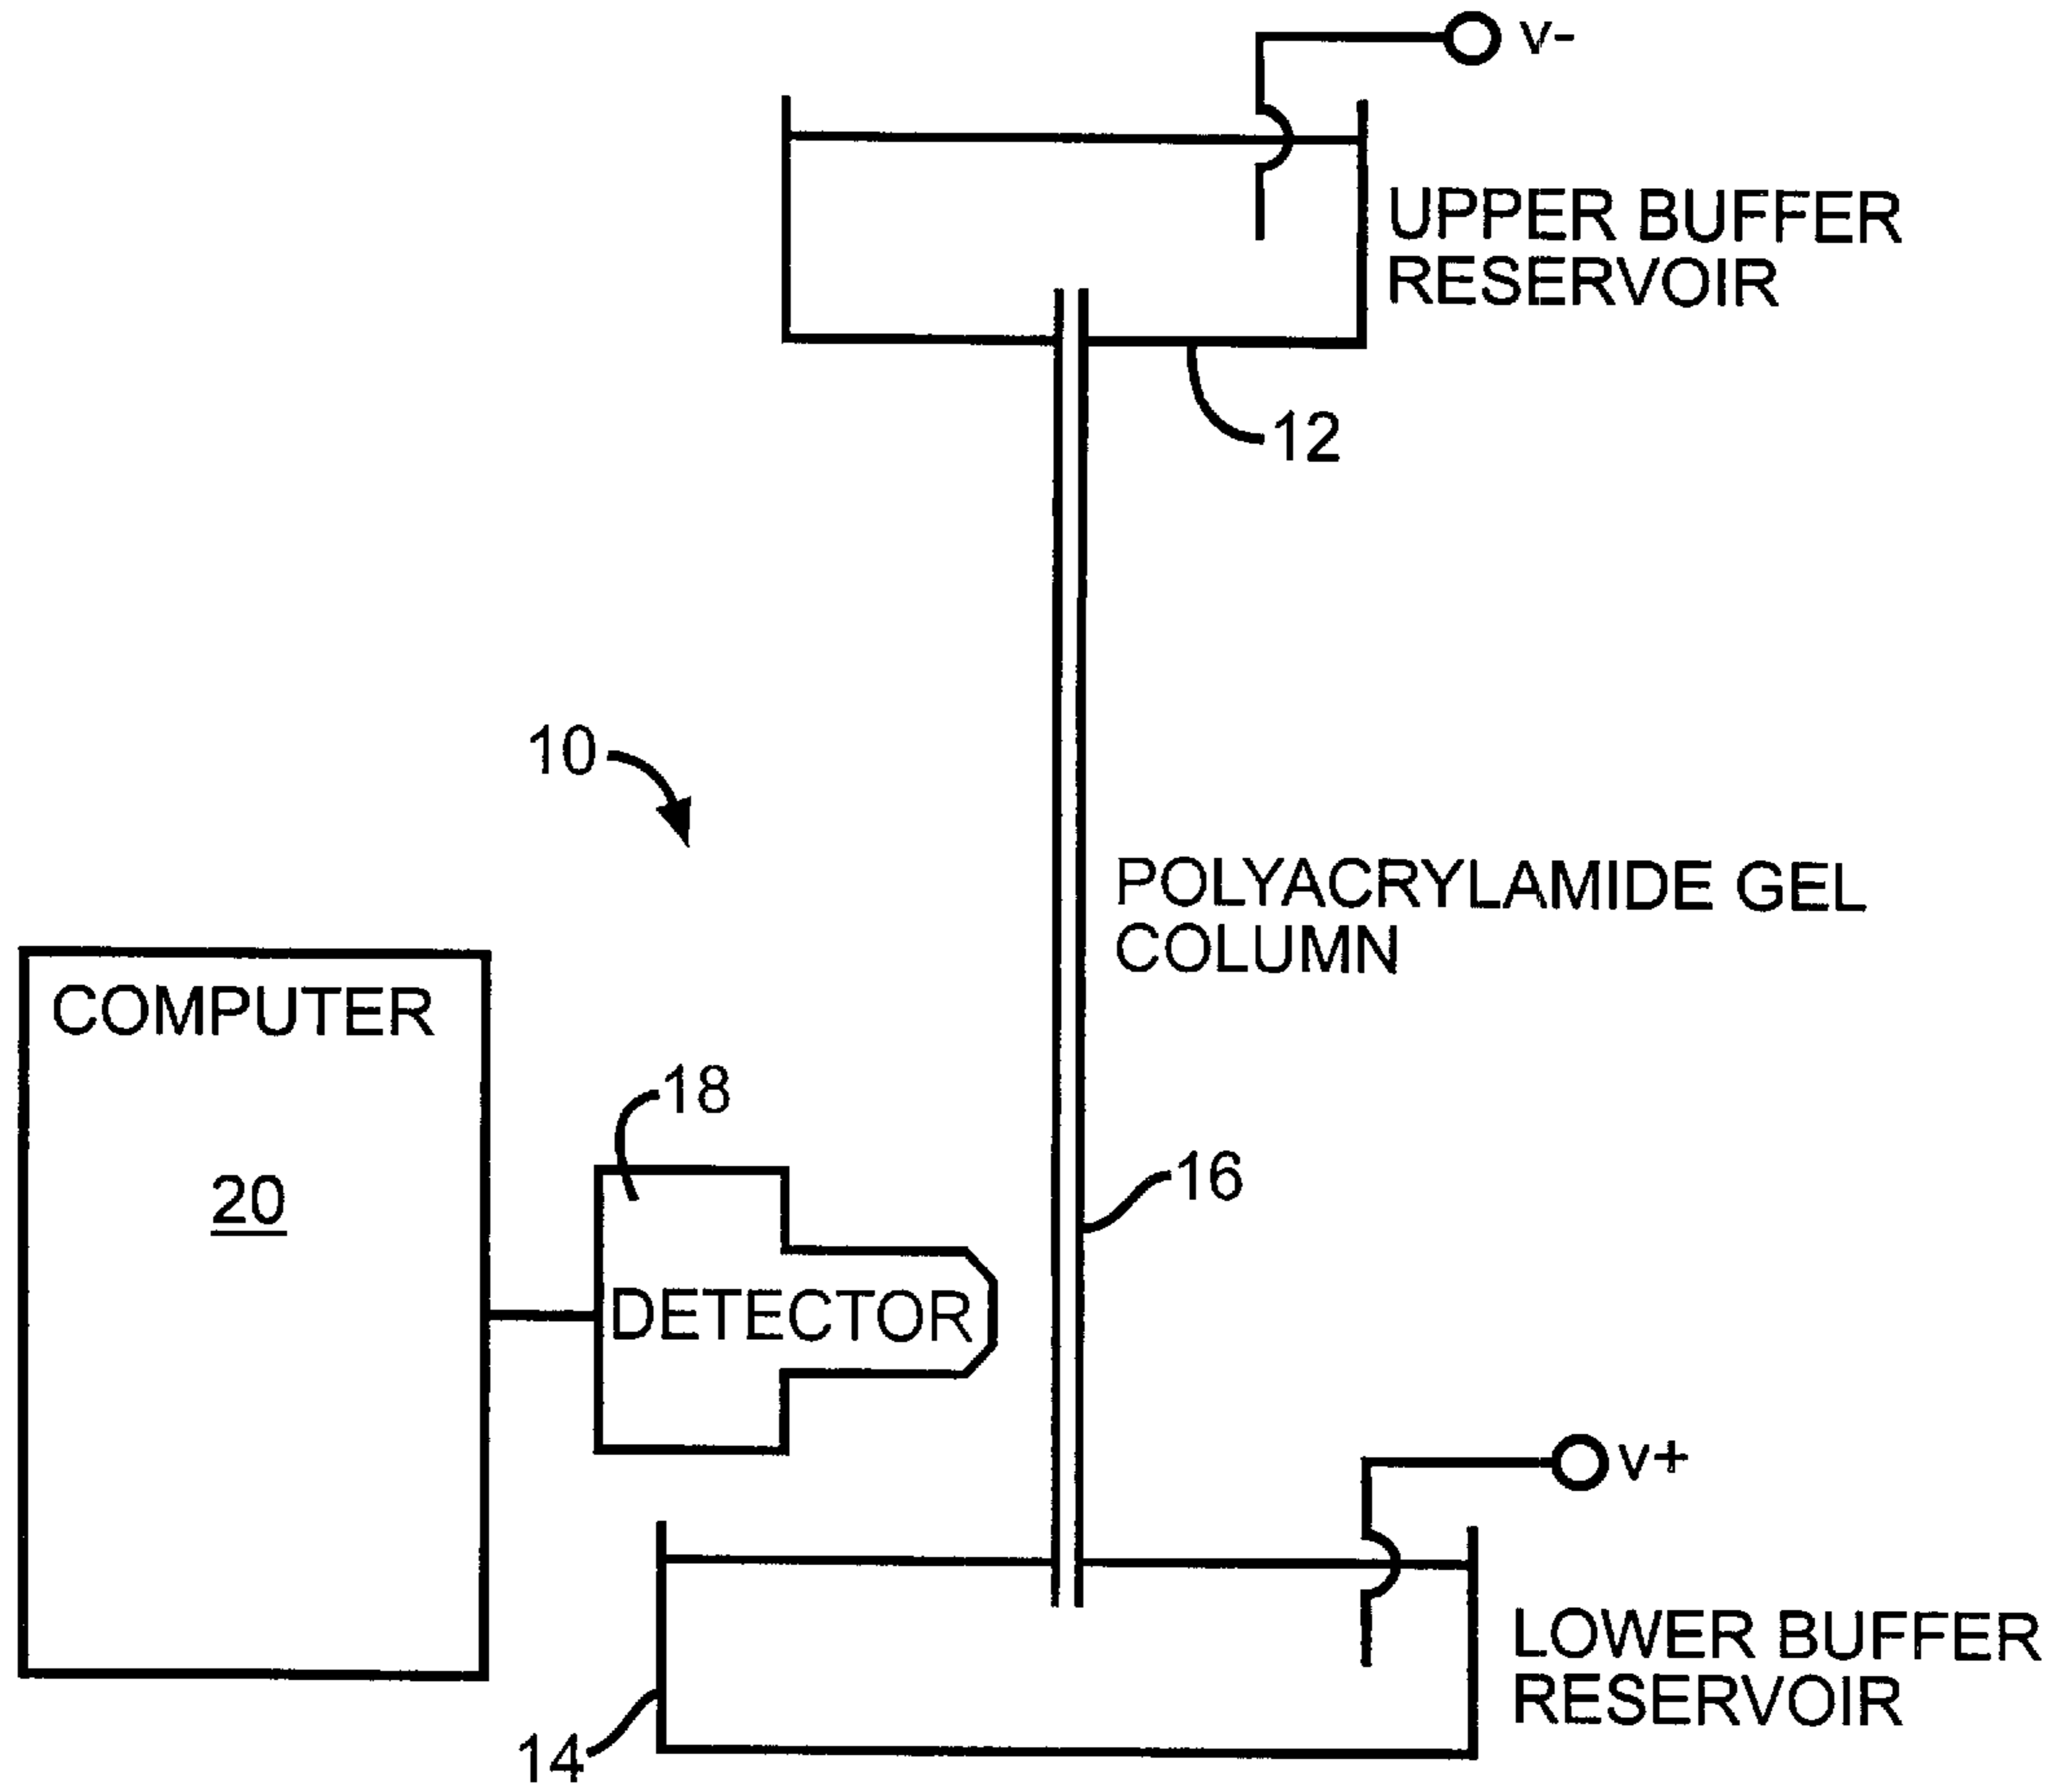 v-
UPPER BUFFER
RESERVOIR
12
10
POLYACRYLAMIDE GEL
COLUMN
COMPUTER
18
20
16
DETECTOR
v+
LOWER BUFFER
RESERVOIR
14